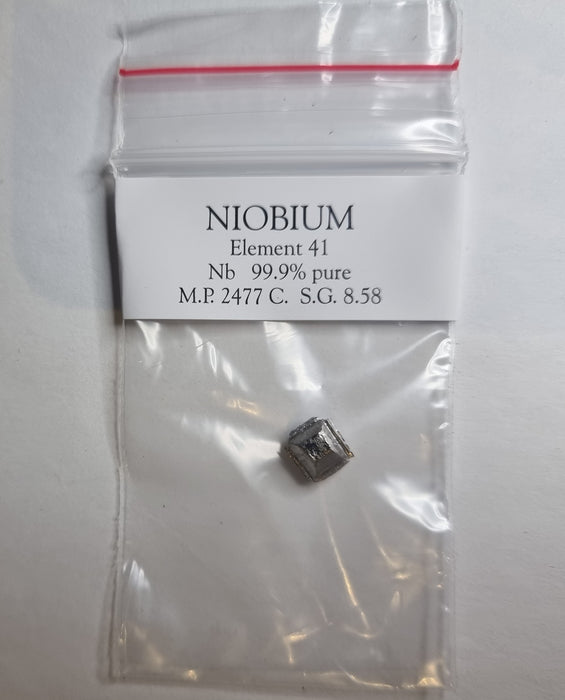 NIOBIUM
Element 41
Nb 99.9% pure
M.P. 2477 C. S.G. 8.58